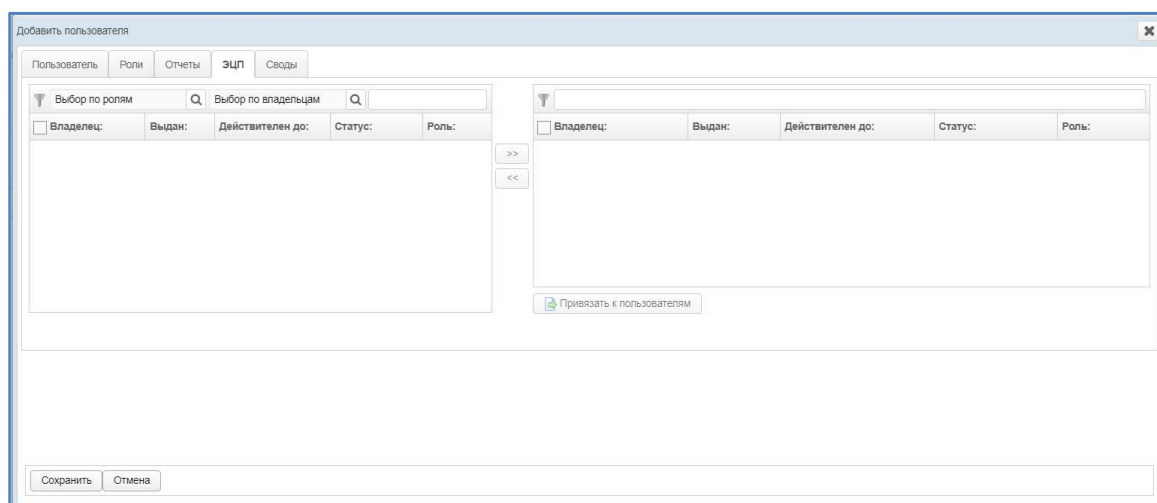 Добавить пользователя
Пользователь Роли Отчеты ЭЦП Своды
Выбор по ролям Выбор по владельцам
Владелец: Выдан: Действителен до: Статус: Роль: Владелец: Выдан: Действителен до: Статус: Роль:
>>
<<
Привязать к пользователям
Сохранить Отмена